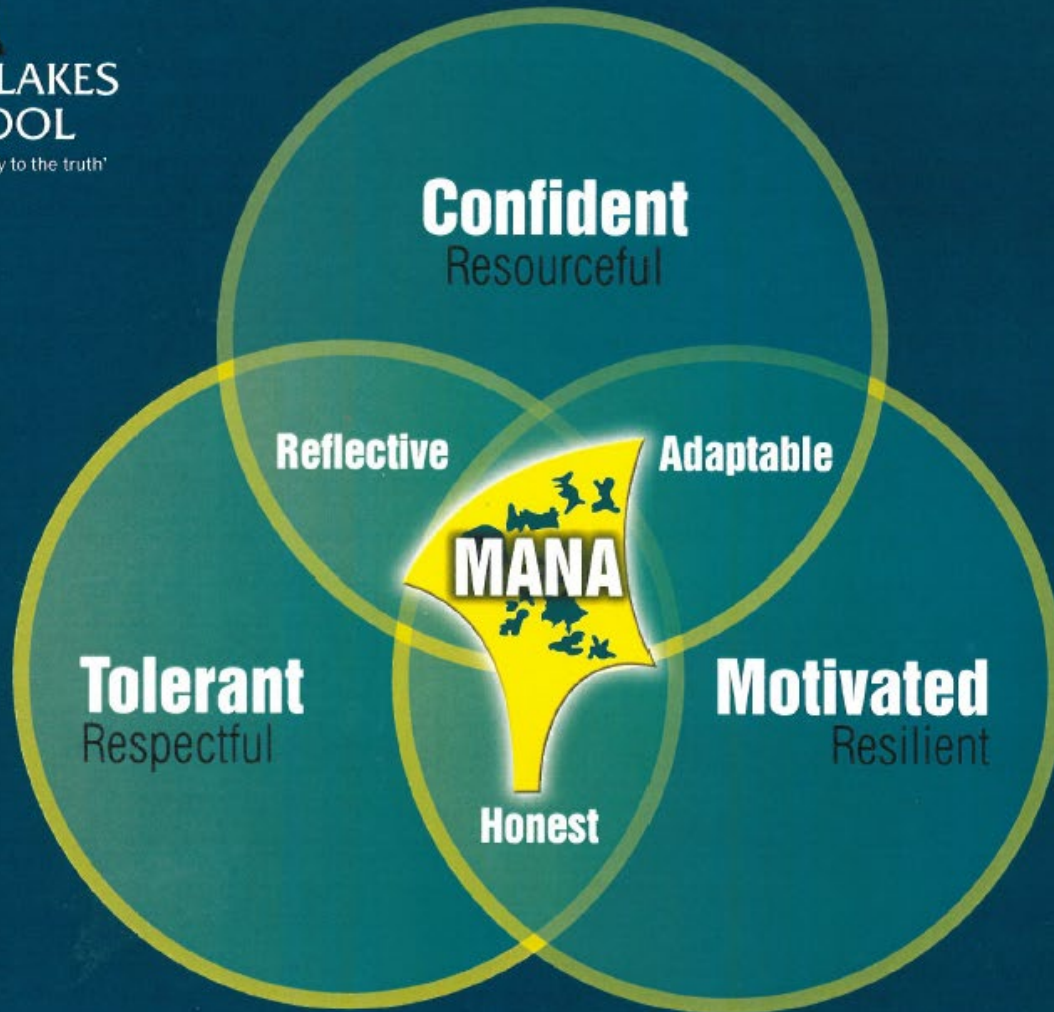 LAKES
OOL
y to the truth'
Confident
Resourceful
Reflective
Adaptable
MANA
Tolerant
Respectful
Motivated
Resilient
Honest